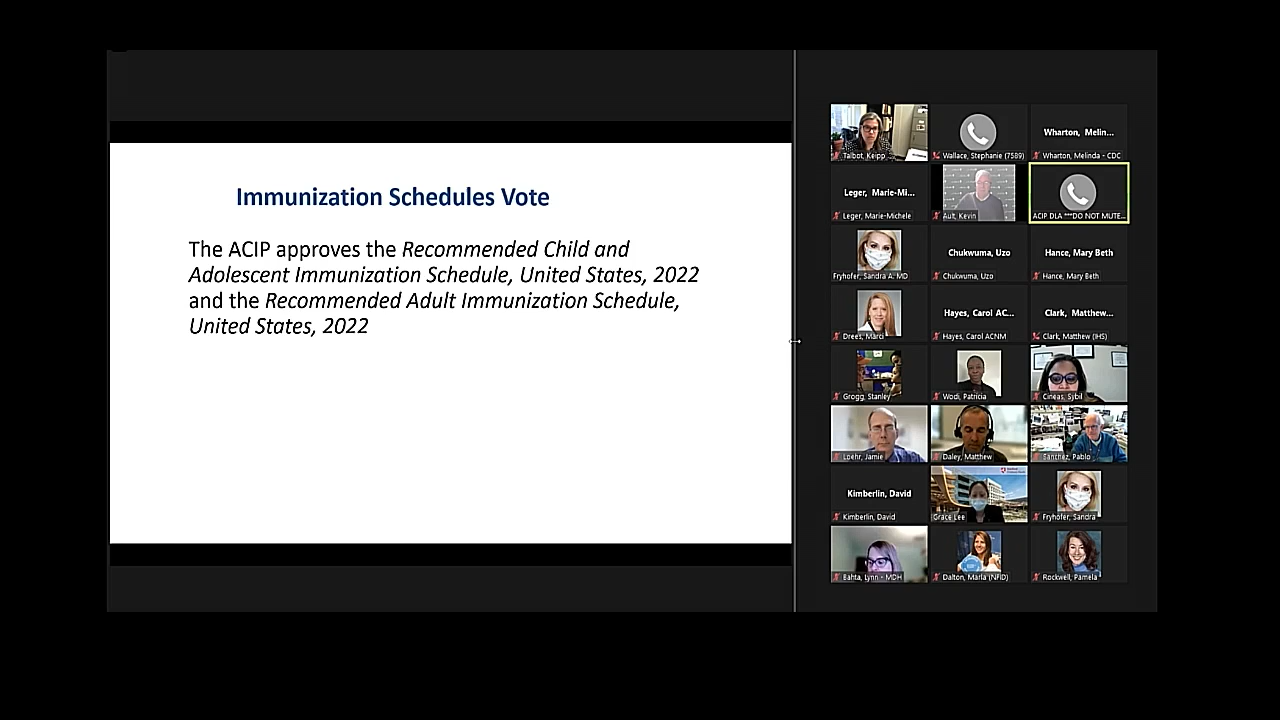 Immunization Schedules Vote
The ACIP approves the Recommended Child and
Adolescent Immunization Schedule, United States, 2022
and the Recommended Adult Immunization Schedule,
United States, 2022
Talbot, Keipp
Wallace, Stephanie (7589)
Wharton, Melin...
Wharton, Melinda - CDC
Leger, Marie-Mi...
Leger, Marie-Michele
Ault, Kevin
ACIP DLA ***DO NOT MUTE...
Fryhofer, Sandra A. MD
Chukwuma, Uzo
Chukwuma, Uzo
Hance, Mary Beth
Hance, Mary Beth
Drees, Marci
Hayes, Carol AC...
Hayes, Carol ACNM
Clark, Matthew...
Clark, Matthew (IHS)
Grogg, Stanley
Wodi, Patricia
Cineas, Sybil
Loehr, Jamie
Daley, Matthew
Sanchez, Pablo
Kimberlin, David
Kimberlin, David
Grace Lee
Fryhofer, Sandra
Bahta, Lynn - MDH
Dalton, Marla (NFID)
Rockwell, Pamela